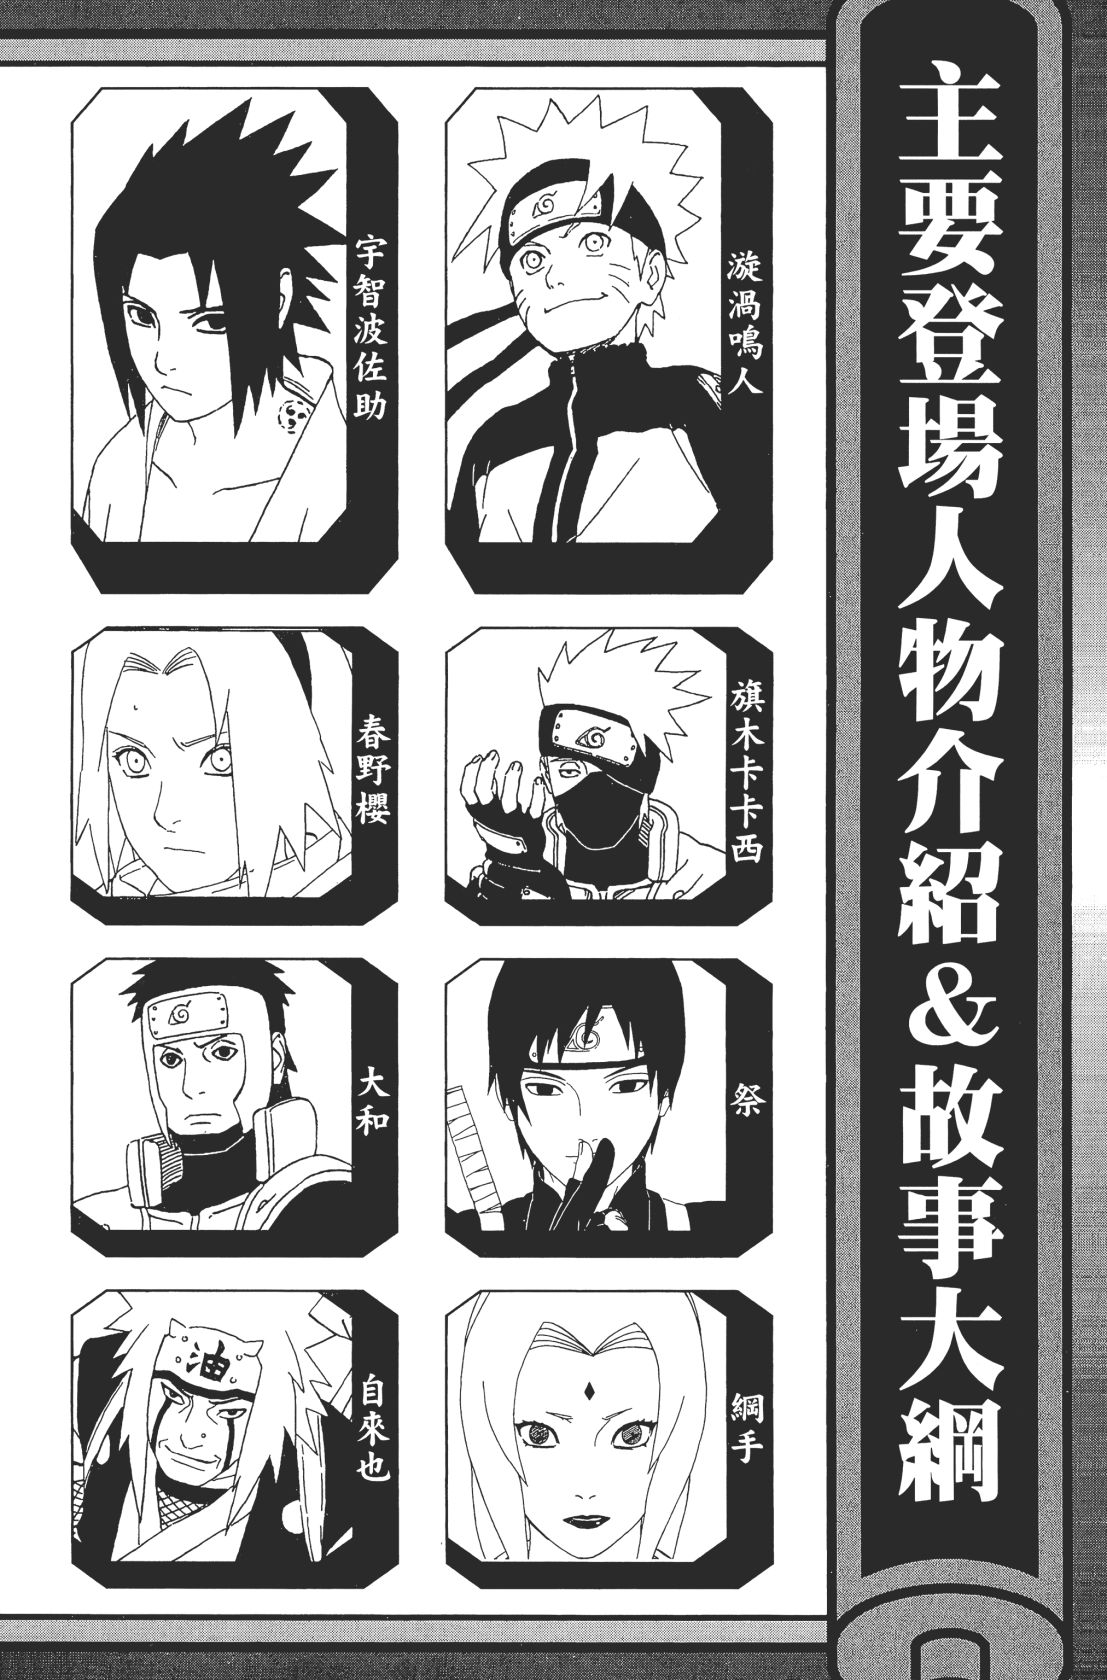 主要登場人物介紹&故事大綱
漩渦鳴人
宇智波佐助
旗木卡卡西
春野櫻
祭
大和
綱手
自來也
油